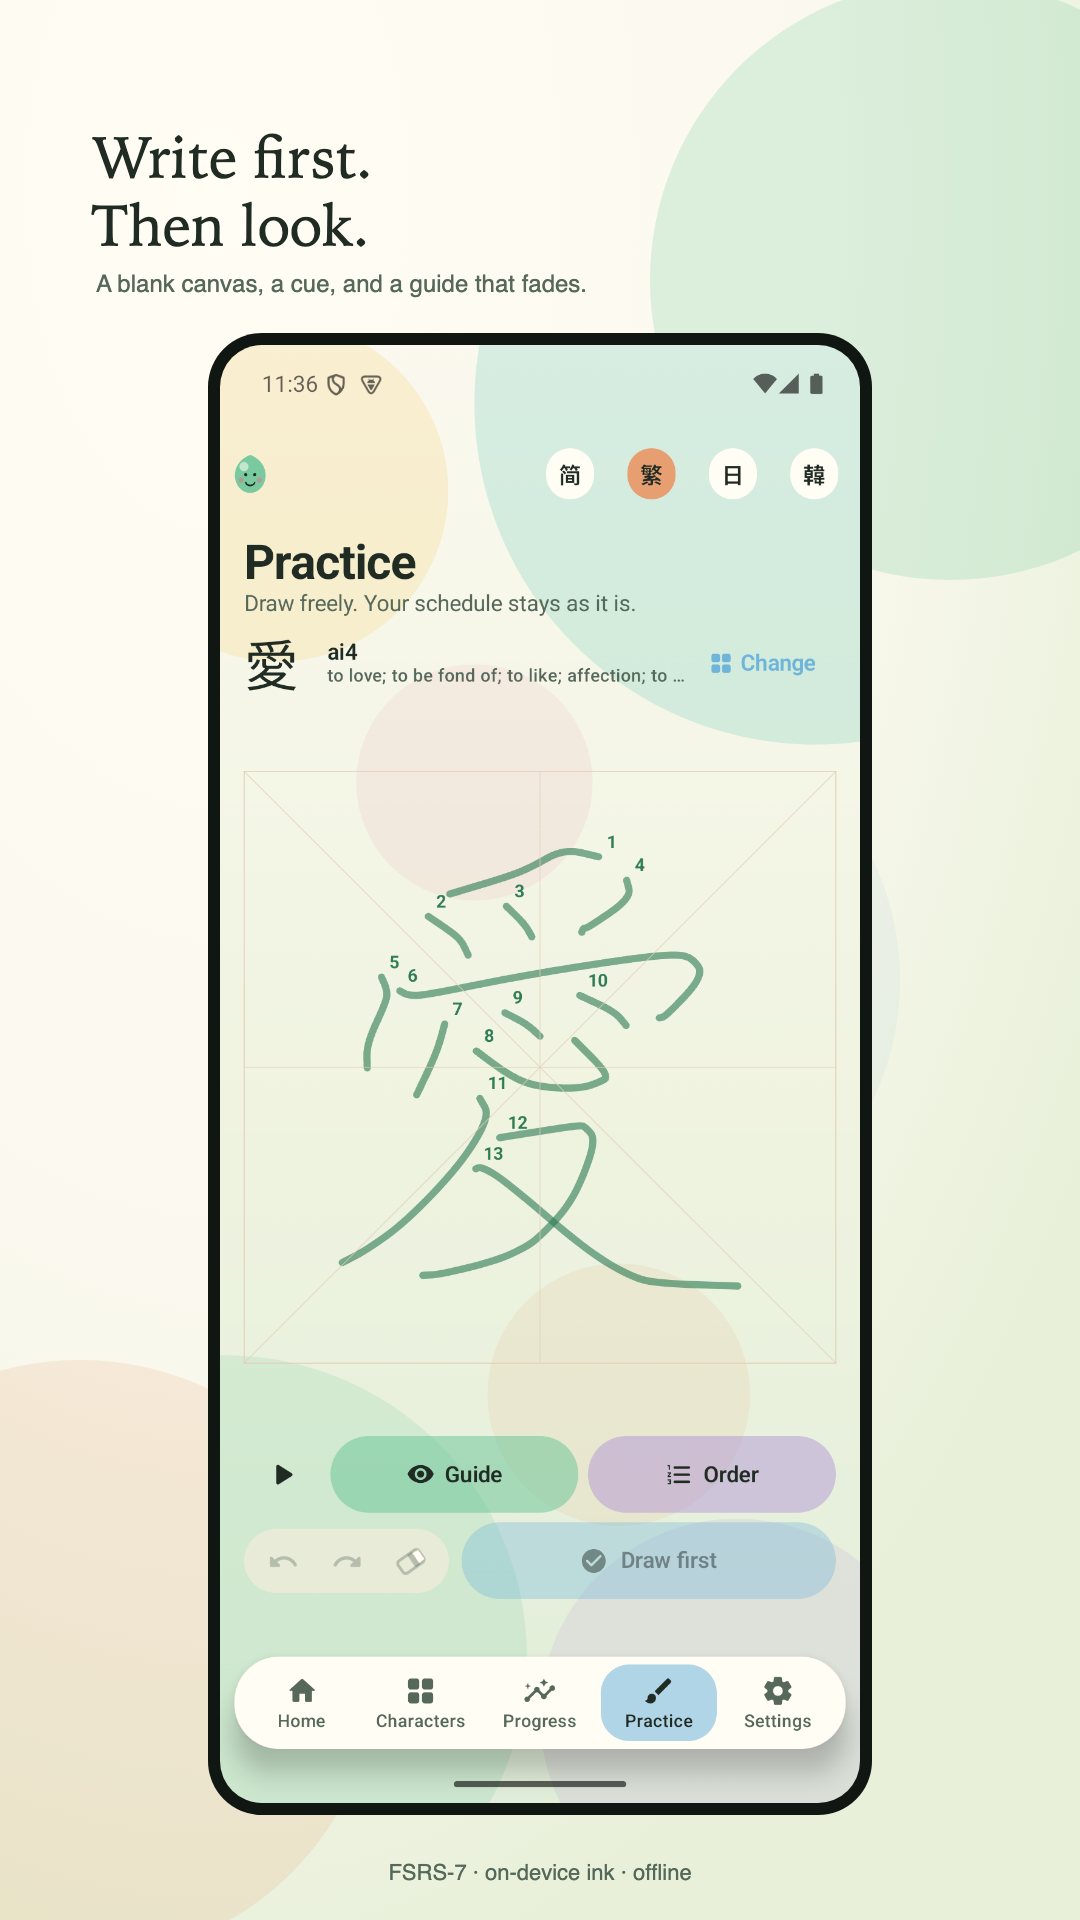 Write first.
Then look.
A blank canvas, a cue, and a guide that fades.
11:36
简 繁 日 韓
Practice
Draw freely. Your schedule stays as it is.
愛
ai4
to love; to be fond of; to like; affection; to ...
Change
1
4
3
2
5
6
10
9
7
8
11
12
13
Guide
Order
Draw first
Home
Characters
Progress
Practice
Settings
FSRS-7 · on-device ink · offline